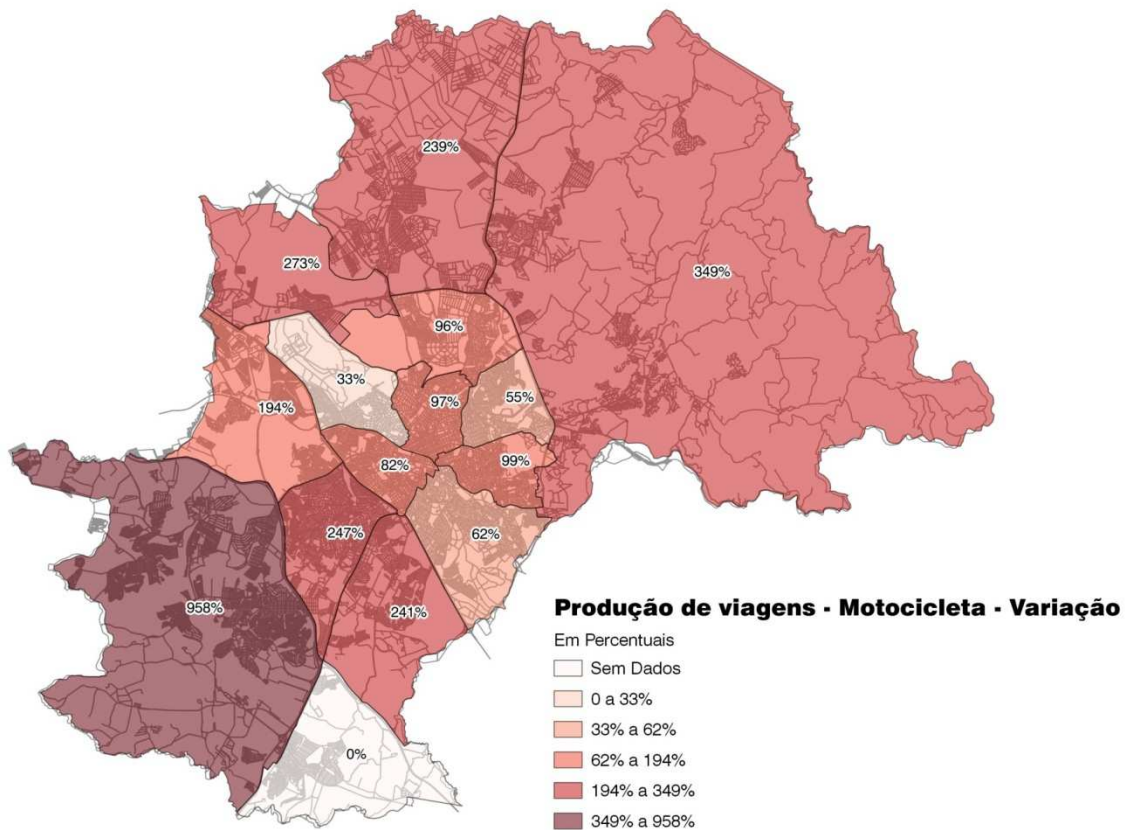 239%
349%
273%
96%
33%
55%
97%
194%
99%
82%
247%
62%
958%
241%
0%
Produção de viagens - Motocicleta - Variação
Em Percentuais
Sem Dados
0 a 33%
33% a 62%
62% a 194%
194% a 349%
349% a 958%